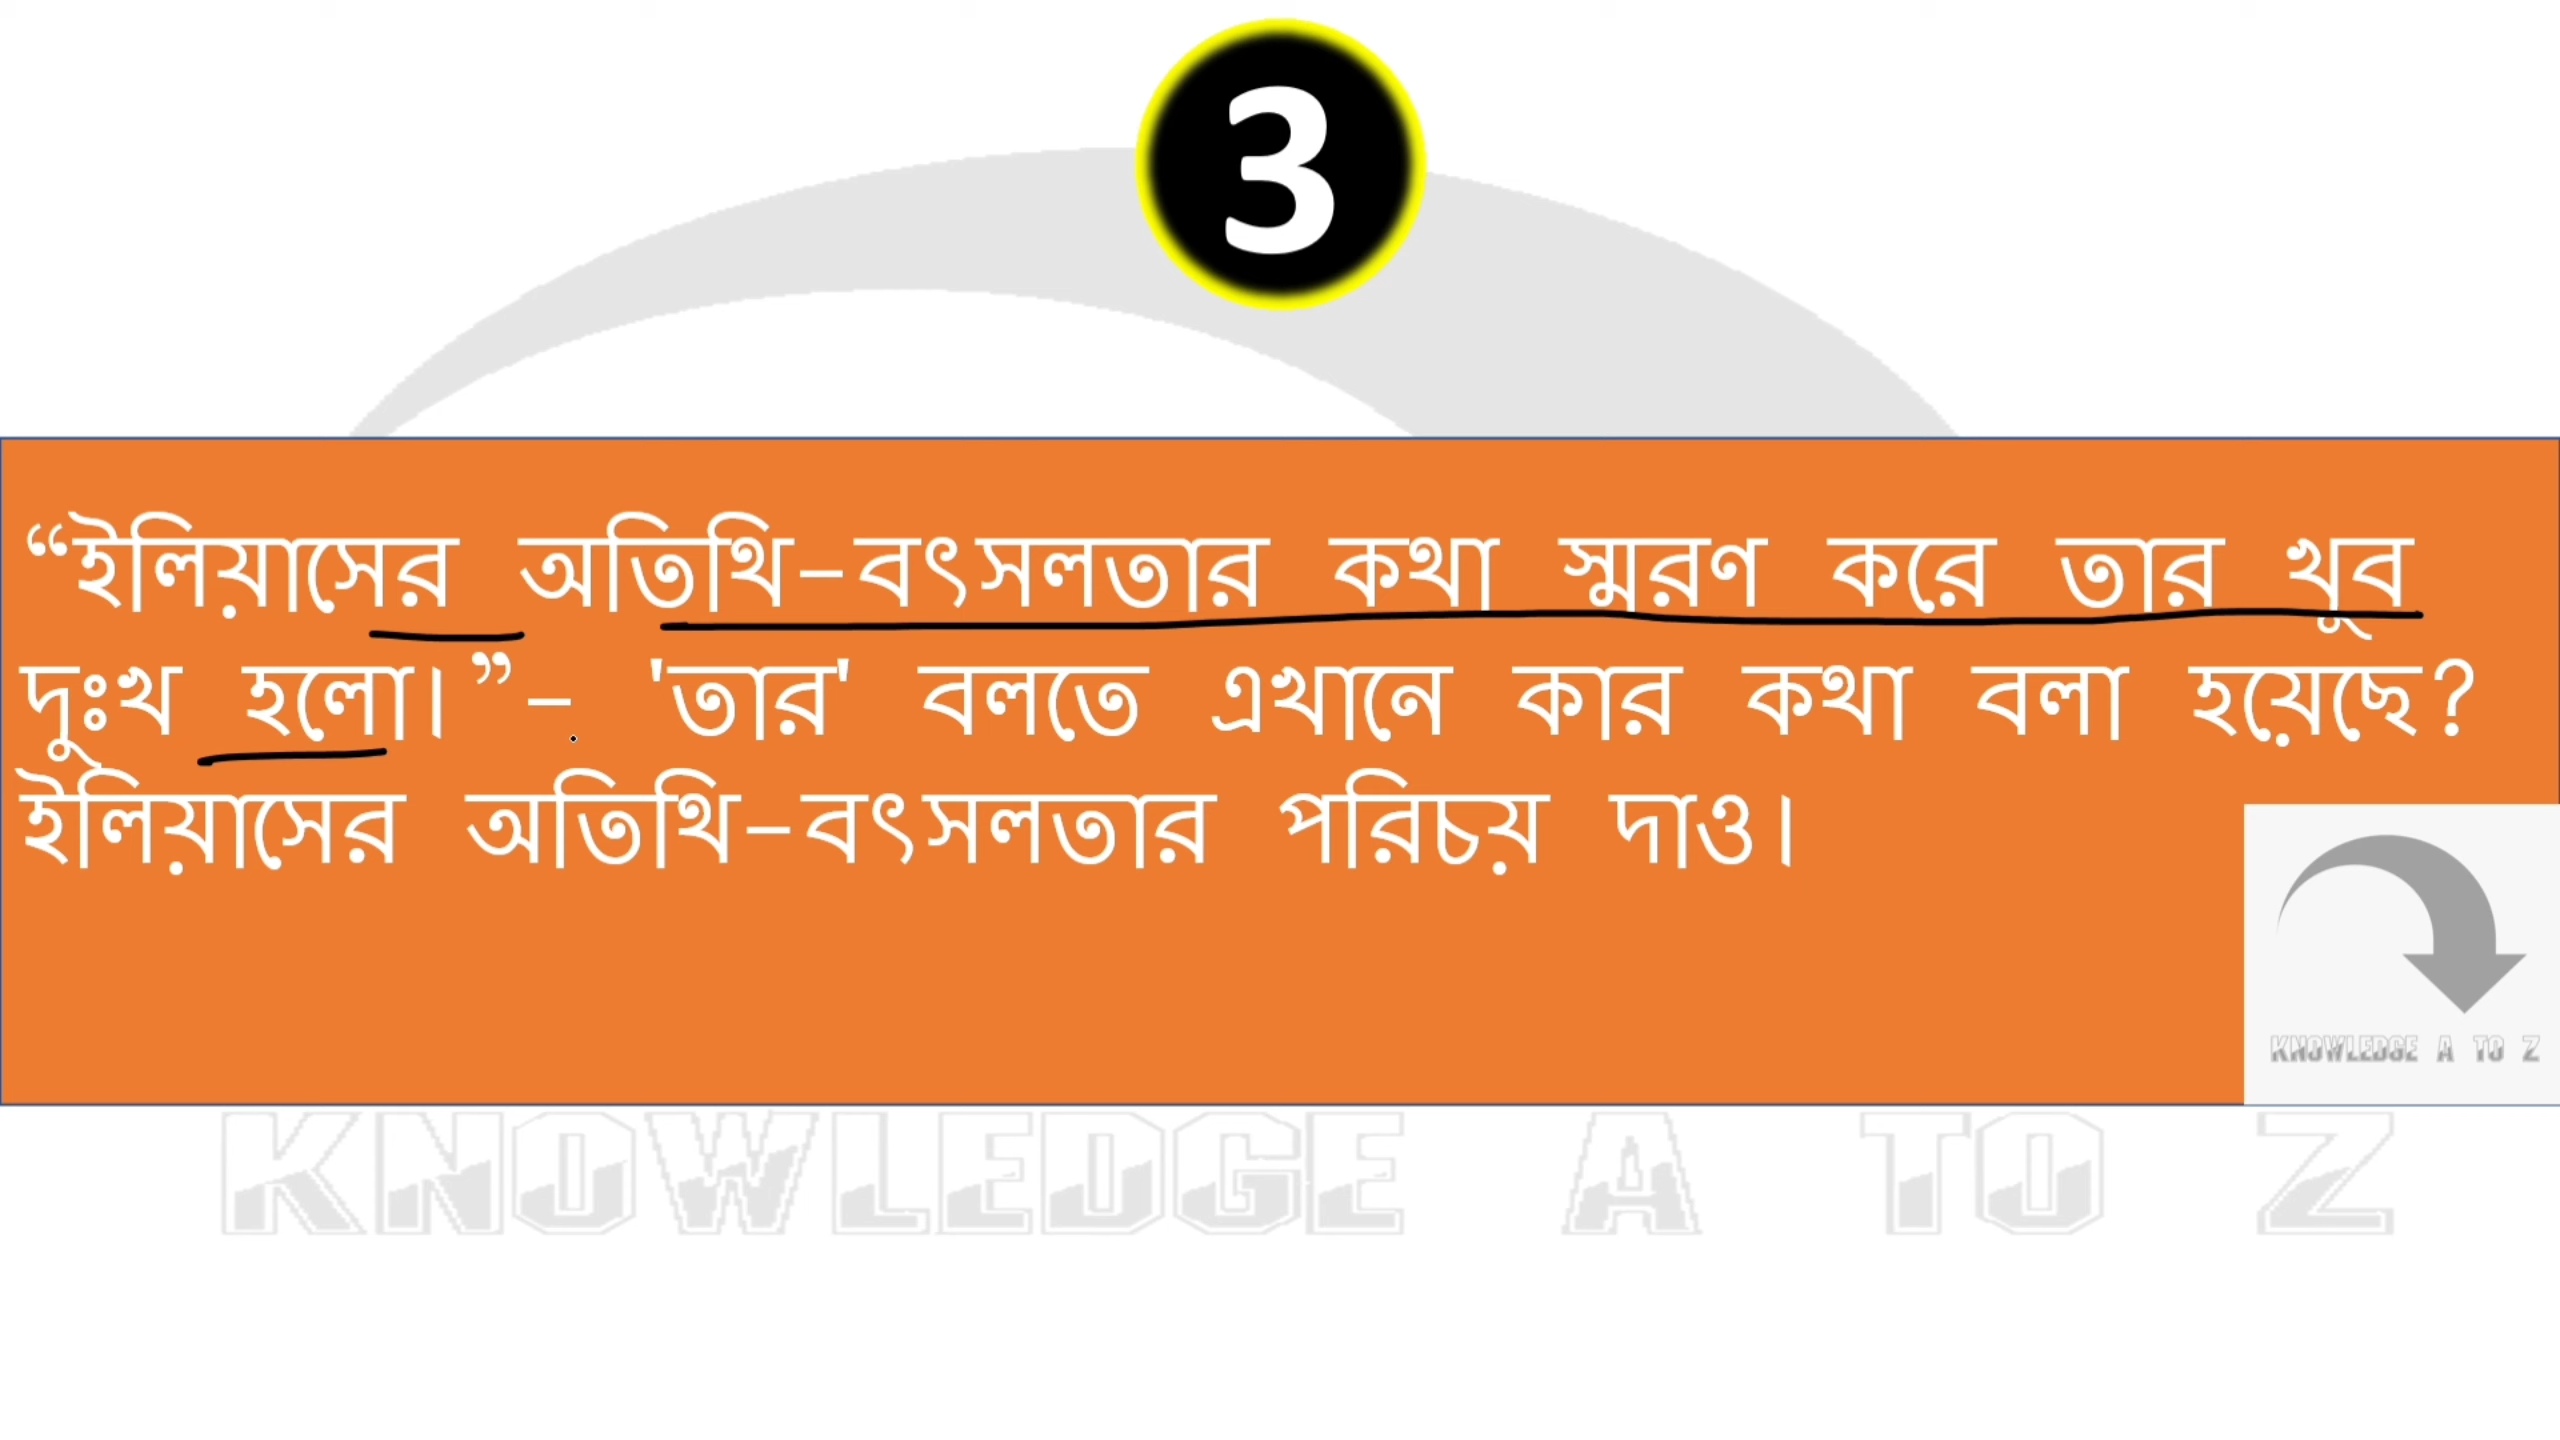 3
“ইলিয়াসের অতিথি-বৎসলতার কথা স্মরণ করে তার খুব
দুঃখ হলো।”- 'তার' বলতে এখানে কার কথা বলা হয়েছে?
ইলিয়াসের অতিথি-বৎসলতার পরিচয় দাও।
KNOWLEDGE A TO Z
KNOWLEDGE A TO Z